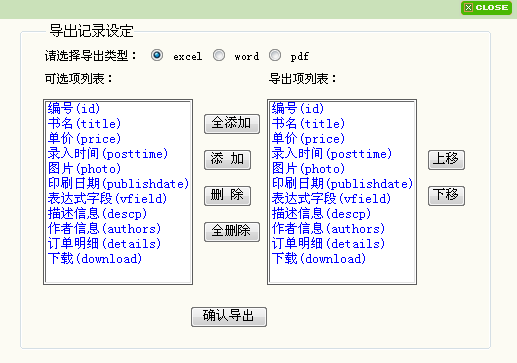 CLOSE
导出记录设定
请选择导出类型： excel word pdf
可选项列表： 导出项列表：
编号(id) 编号(id)
书名(title) 全添加 书名(title)
单价(price) 单价(price)
录入时间(posttime) 添 加 录入时间(posttime) 上移
图片(photo) 图片(photo)
印刷日期(publishdate) 删 除 印刷日期(publishdate) 下移
表达式字段(vfield) 表达式字段(vfield)
描述信息(descp) 描述信息(descp)
作者信息(authors) 全删除 作者信息(authors)
订单明细(details) 订单明细(details)
下载(download) 下载(download)
确认导出